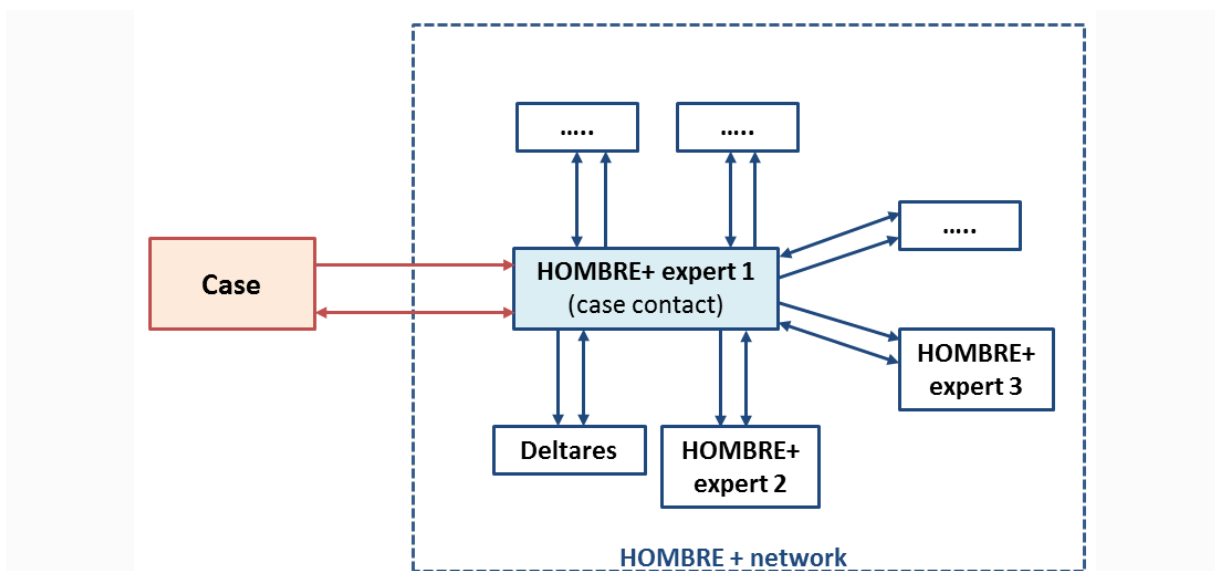 …..
…..
…..
Case
HOMBRE+ expert 1
(case contact)
HOMBRE+
expert 3
Deltares
HOMBRE+
expert 2
HOMBRE + network